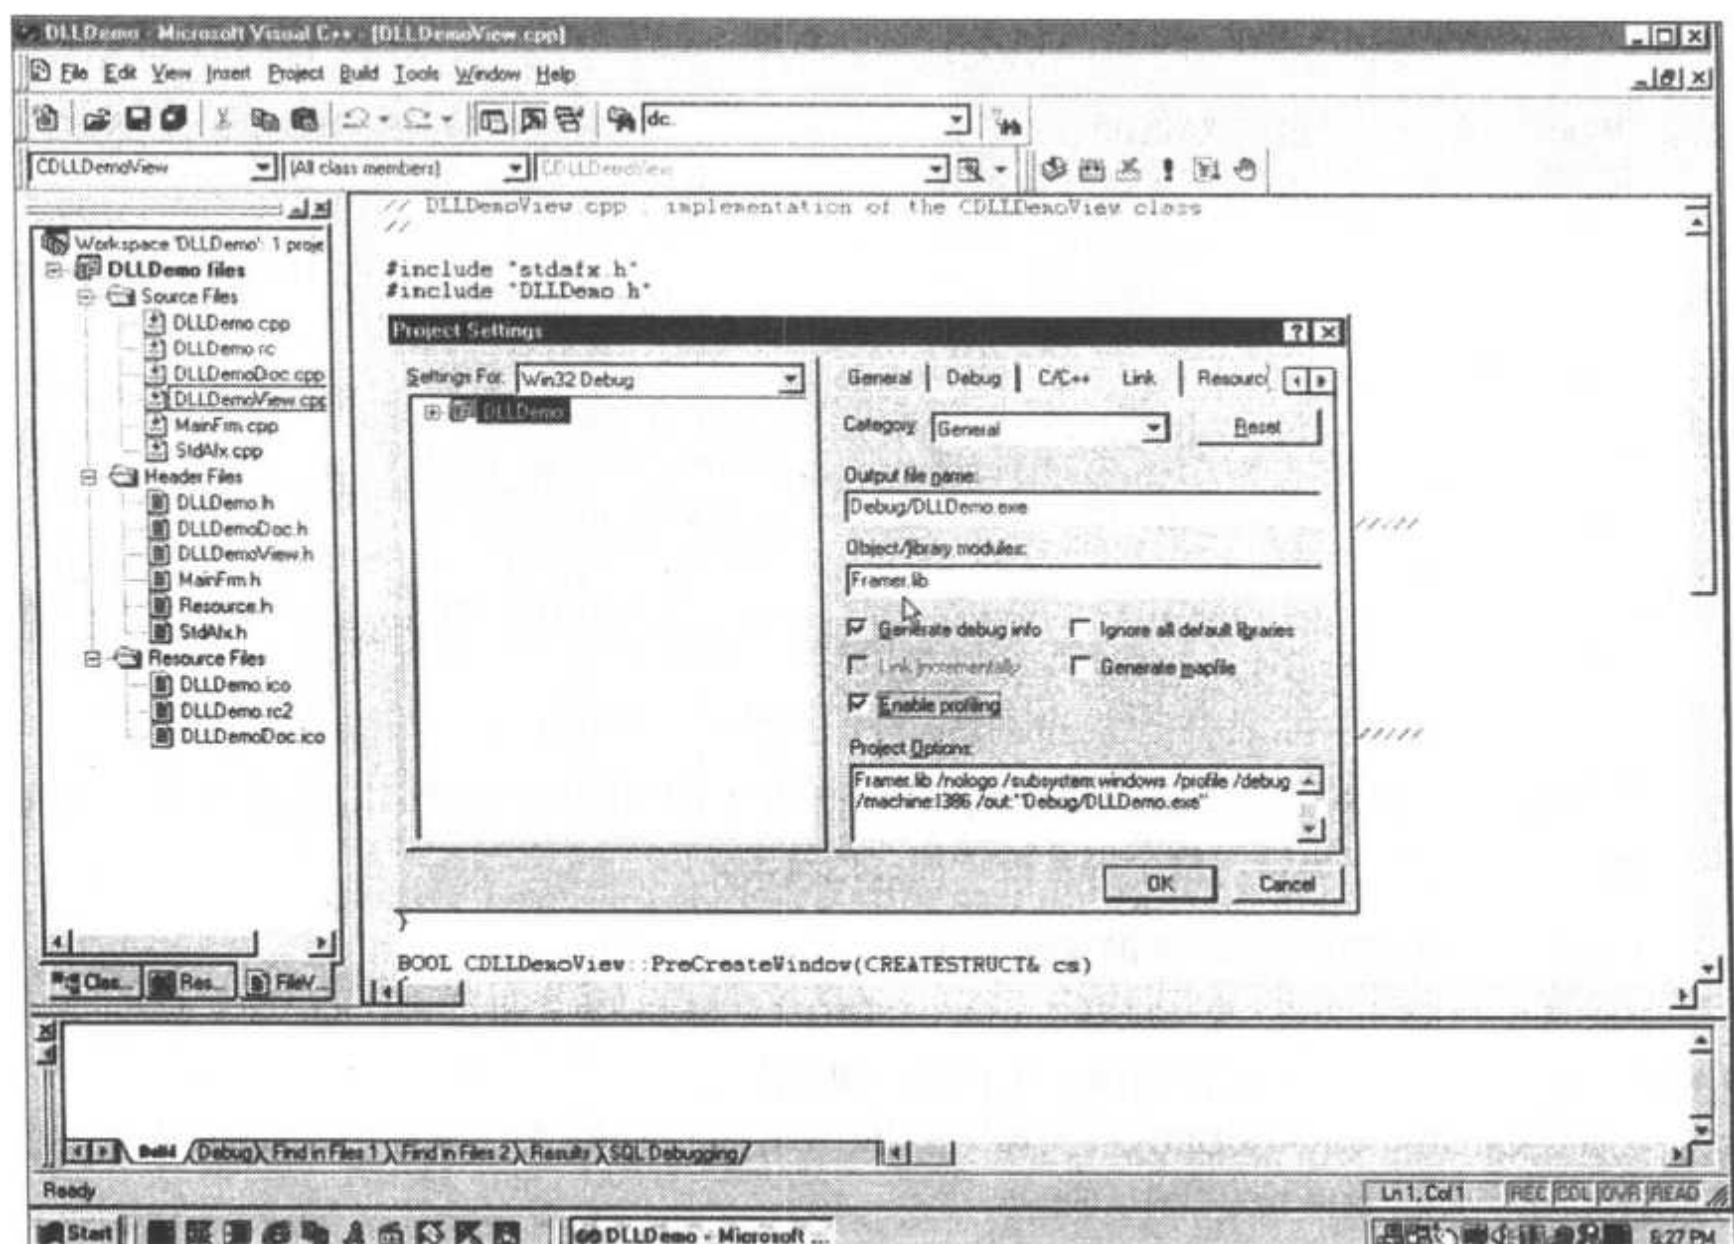 DLLDemo - Microsoft Visual C++ - [DLLDemoView.cpp]
File Edit View Insert Project Build Tools Window Help
dc.
CDLLDemoView [All class members] CDLLDemoView
Workspace 'DLLDemo': 1 proje
DLLDemo files
Source Files
DLLDemo.cpp
DLLDemo.rc
DLLDemoDoc.cpp
DLLDemoView.cpp
MainFrm.cpp
StdAfx.cpp
Header Files
DLLDemo.h
DLLDemoDoc.h
DLLDemoView.h
MainFrm.h
Resource.h
StdAfx.h
Resource Files
DLLDemo.ico
DLLDemo.rc2
DLLDemoDoc.ico
Clas... Res... FileV...
// DLLDemoView.cpp : implementation of the CDLLDemoView class
//
#include "stdafx.h"
#include "DLLDemo.h"
Project Settings
Settings For: Win32 Debug
DLLDemo
General Debug C/C++ Link Resourc
Category: General Reset
Output file name:
Debug/DLLDemo.exe
Object/library modules:
Framer.lib
Generate debug info Ignore all default libraries
Link incrementally Generate mapfile
Enable profiling
Project Options:
Framer.lib /nologo /subsystem:windows /profile /debug
/machine:I386 /out:"Debug/DLLDemo.exe"
OK Cancel
/////
/////
}
BOOL CDLLDemoView::PreCreateWindow(CREATESTRUCT& cs)
Build Debug Find in Files 1 Find in Files 2 Results SQL Debugging
Ready Ln 1, Col 1 REC COL OVR READ
Start DLLDemo - Microsoft ... 6:27 PM